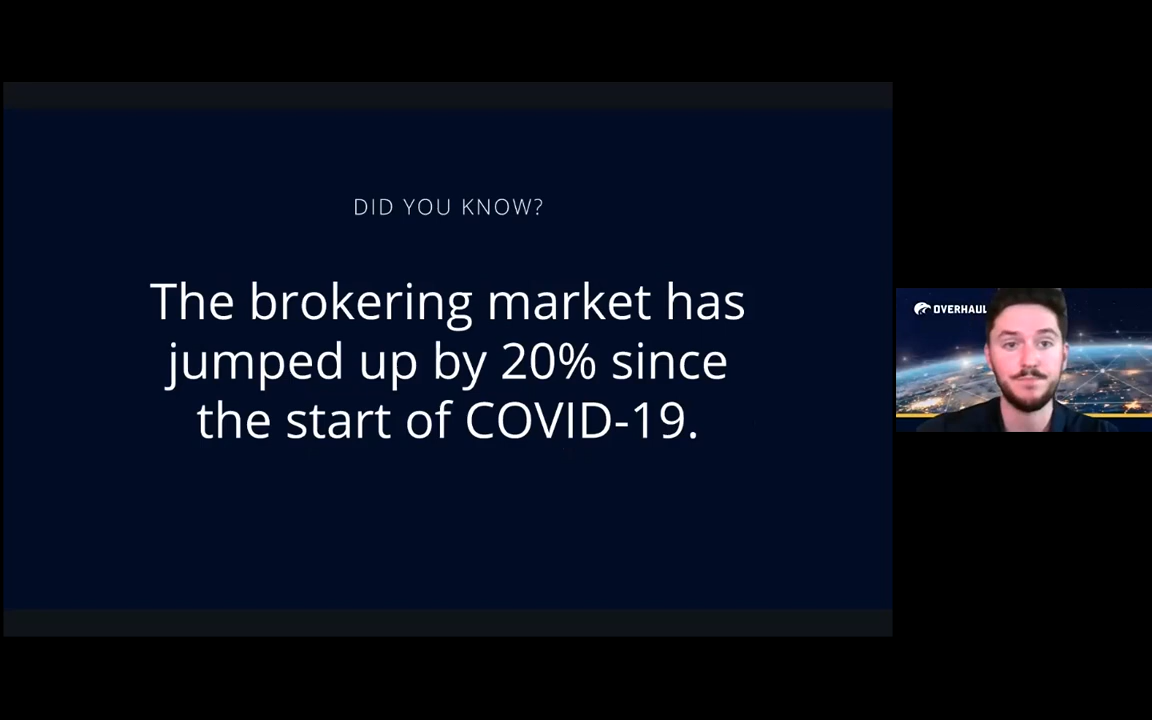 DID YOU KNOW?
The brokering market has
jumped up by 20% since
the start of COVID-19.
OVERHAUL